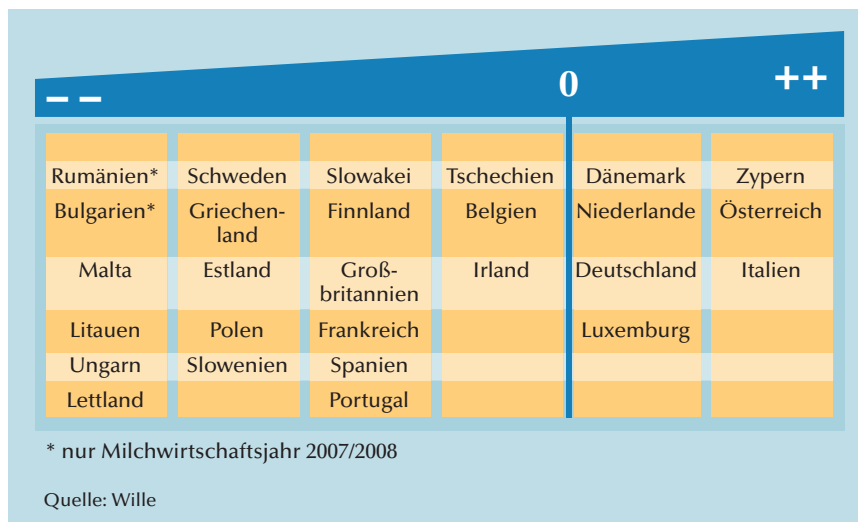 – – 0 ++
Rumänien* Schweden Slowakei Tschechien Dänemark Zypern
Bulgarien* Griechen- Finnland Belgien Niederlande Österreich
land
Malta Estland Groß- Irland Deutschland Italien
britannien
Litauen Polen Frankreich Luxemburg
Ungarn Slowenien Spanien
Lettland Portugal
* nur Milchwirtschaftsjahr 2007/2008
Quelle: Wille